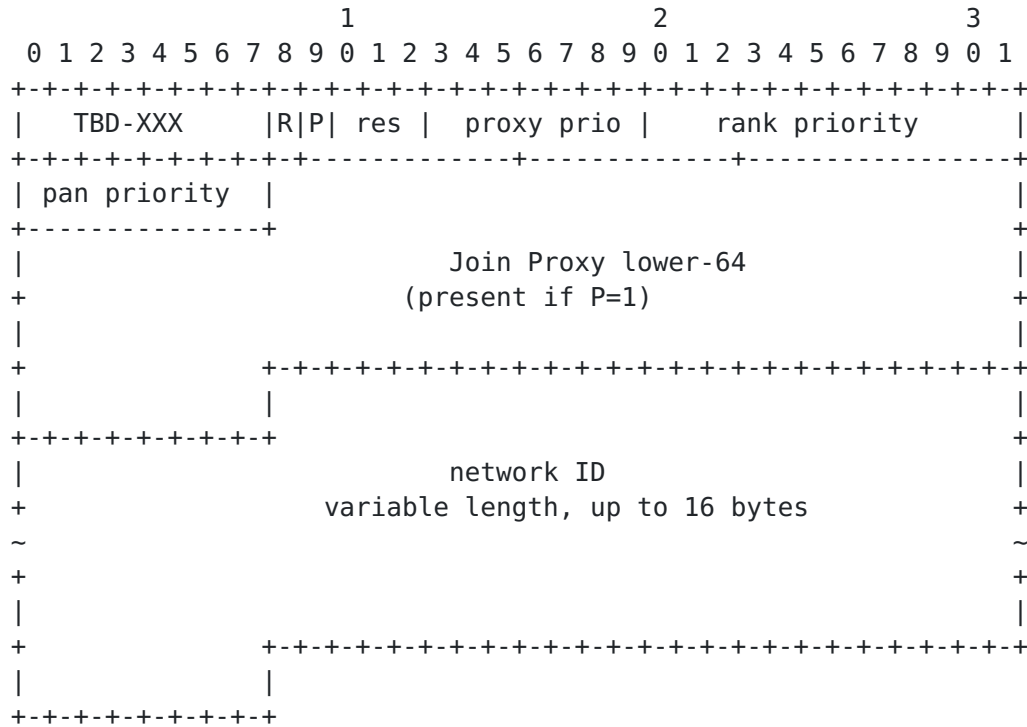 1                   2                   3
 0 1 2 3 4 5 6 7 8 9 0 1 2 3 4 5 6 7 8 9 0 1 2 3 4 5 6 7 8 9 0 1
+-+-+-+-+-+-+-+-+-+-+-+-+-+-+-+-+-+-+-+-+-+-+-+-+-+-+-+-+-+-+-+-+
|   TBD-XXX     |R|P| res |  proxy prio |    rank priority      |
+-+-+-+-+-+-+-+-+-+-------------+-------------+-----------------+
| pan priority  |                                               |
+---------------+                                               +
|                           Join Proxy lower-64                 |
+                        (present if P=1)                       +
|                                                               |
+               +-+-+-+-+-+-+-+-+-+-+-+-+-+-+-+-+-+-+-+-+-+-+-+-+
|               |                                               |
+-+-+-+-+-+-+-+-+                                               +
|                           network ID                          |
+                   variable length, up to 16 bytes             +
~                                                               ~
+                                                               +
|                                                               |
+               +-+-+-+-+-+-+-+-+-+-+-+-+-+-+-+-+-+-+-+-+-+-+-+-+
|               |
+-+-+-+-+-+-+-+-+